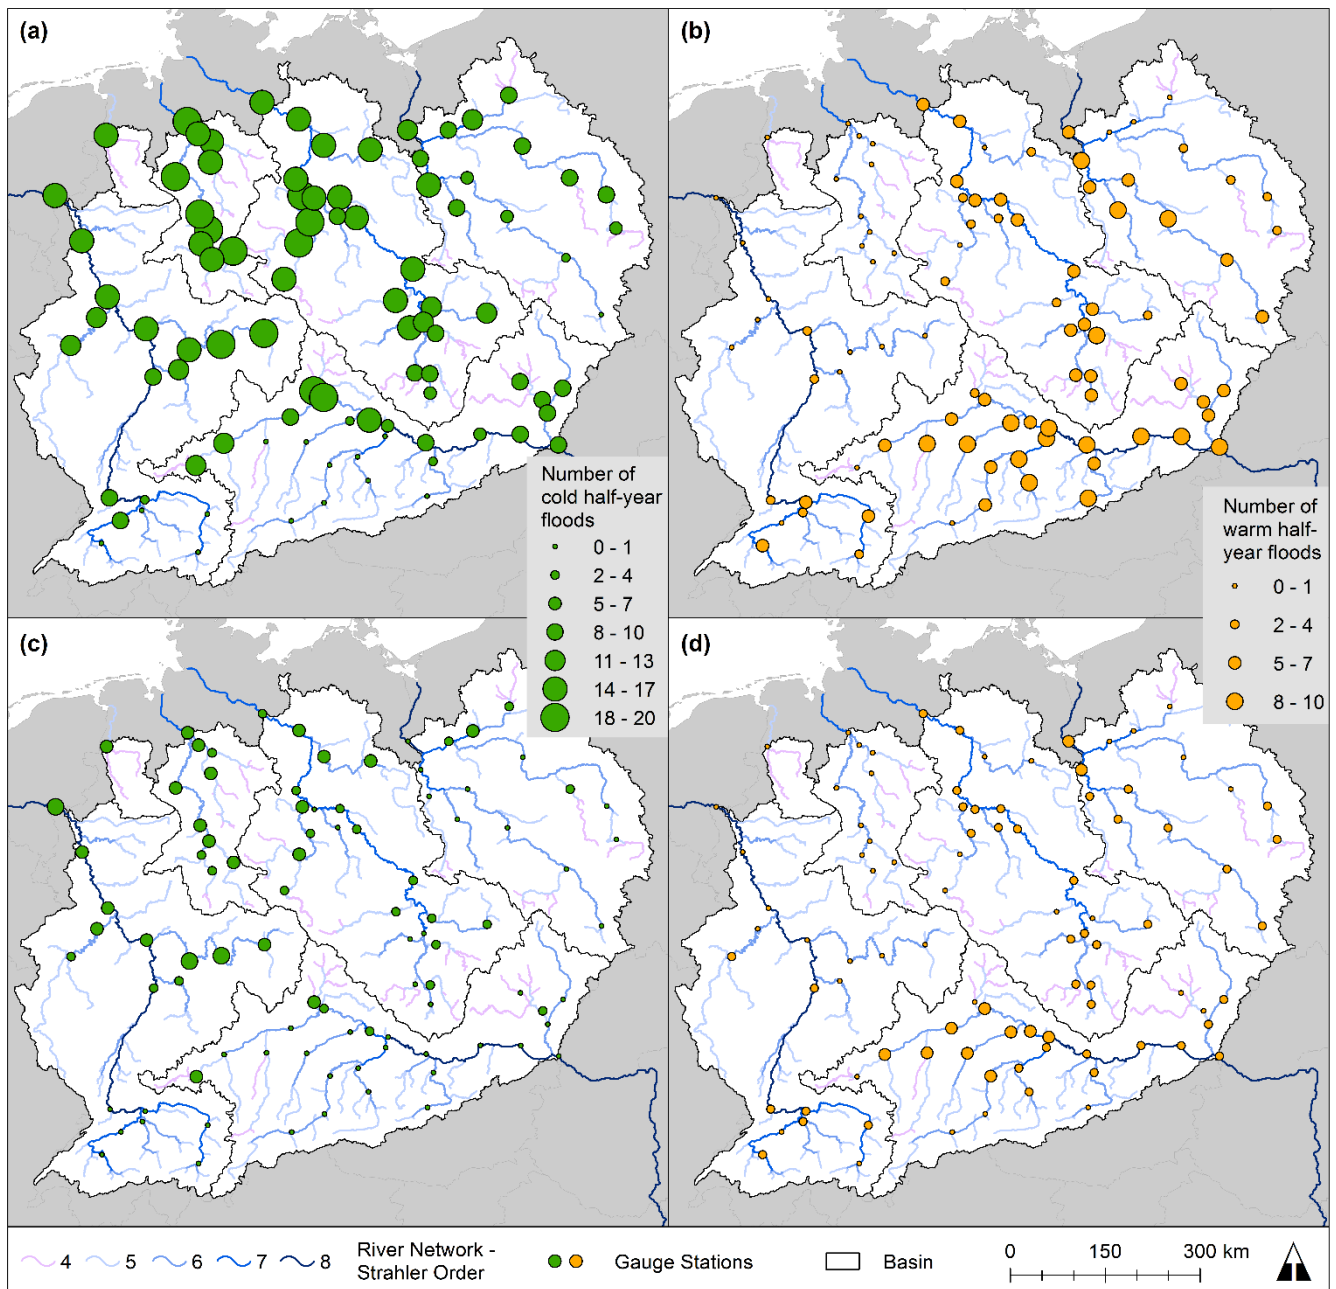 (a)
(b)
Number of
cold half-year
floods
0 - 1
2 - 4
5 - 7
8 - 10
11 - 13
14 - 17
18 - 20
Number of
warm half-
year floods
0 - 1
2 - 4
5 - 7
8 - 10
(c)
(d)
4
5
6
7
8
River Network -
Strahler Order
Gauge Stations
Basin
0
150
300 km